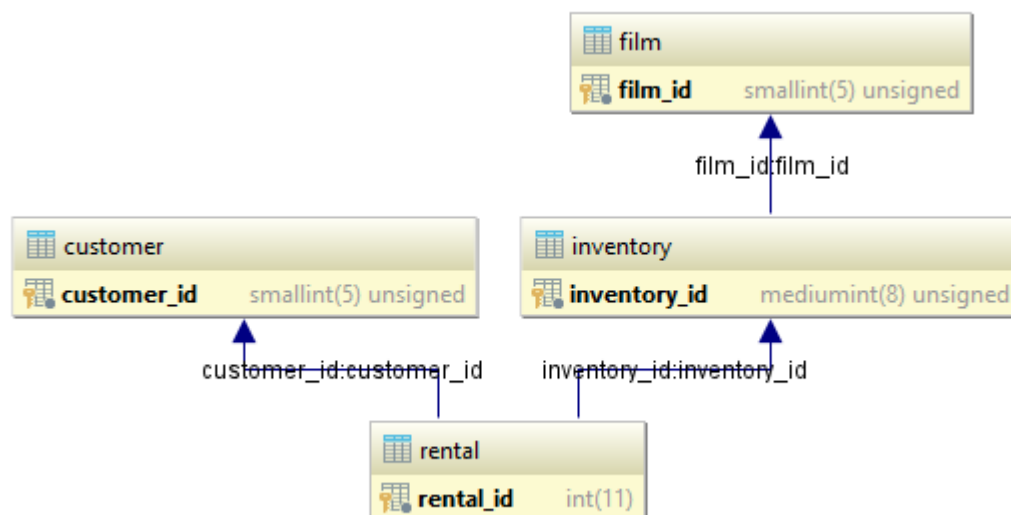 film
film_id smallint(5) unsigned
film_id:film_id
customer
customer_id smallint(5) unsigned
inventory
inventory_id mediumint(8) unsigned
customer_id:customer_id
inventory_id:inventory_id
rental
rental_id int(11)